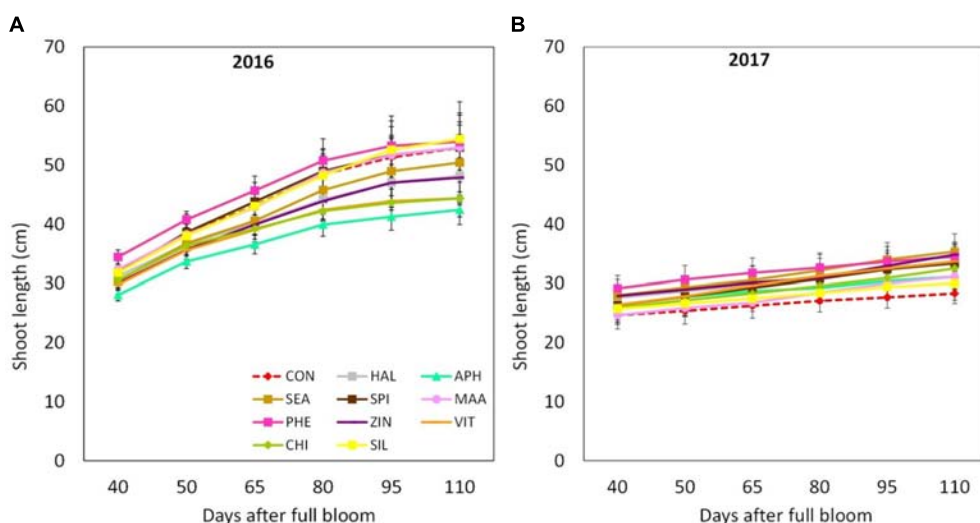 A
B
70
60
50
40
30
20
10
0
Shoot length (cm)
2016
CON
HAL
APH
SEA
SPI
MAA
PHE
ZIN
VIT
CHI
SIL
40 50 65 80 95 110
Days after full bloom
70
60
50
40
30
20
10
0
Shoot length (cm)
2017
40 50 65 80 95 110
Days after full bloom